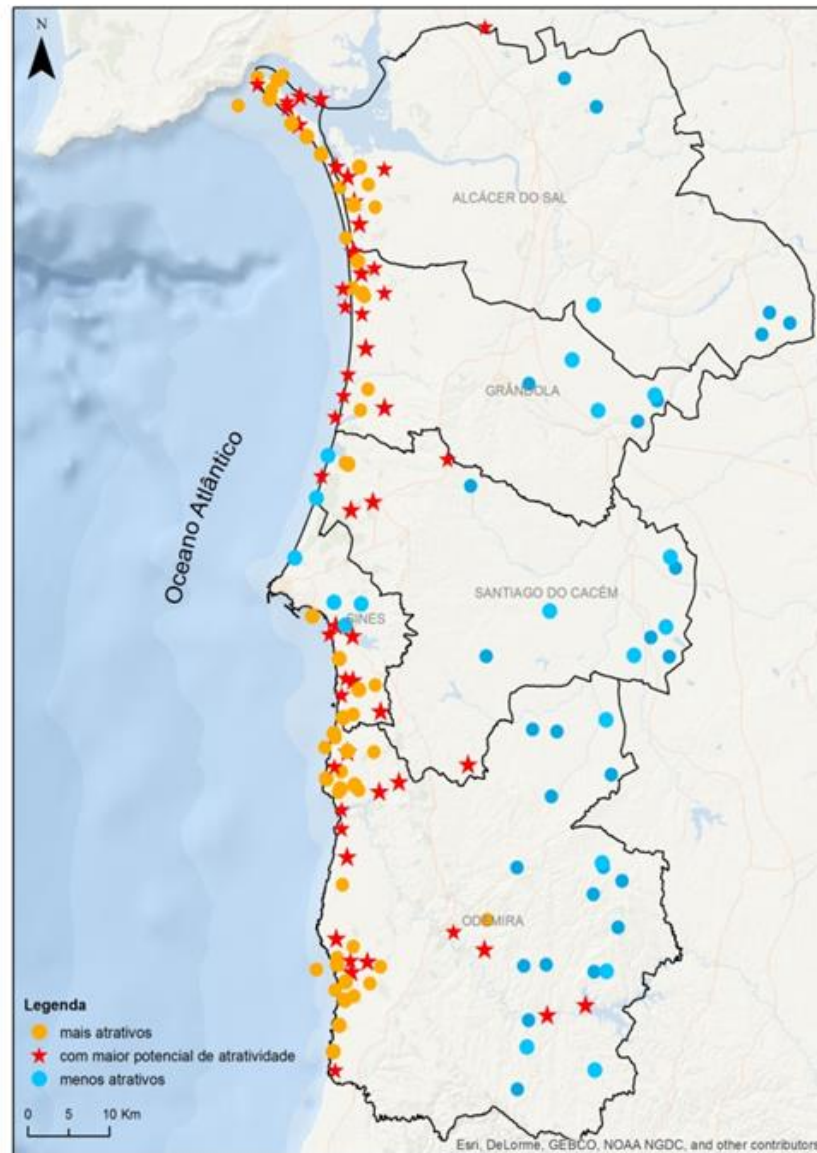 N
ALCÁCER DO SAL
GRÂNDOLA
Oceano Atlântico
SANTIAGO DO CACÉM
SINES
ODEMIRA
Legenda
mais atrativos
com maior potencial de atratividade
menos atrativos
0 5 10 Km
Esri, DeLorme, GEBCO, NOAA NGDC, and other contributors